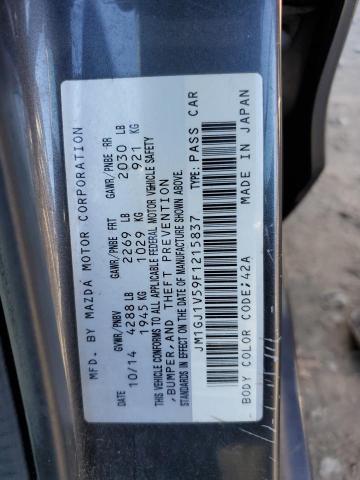 MFD. BY MAZDA MOTOR CORPORATION
DATE GVWR/PNBV GAWR/PNBE FRT GAWR/PNBE RR
10/14 4288 LB 2269 LB 2030 LB
1945 KG 1029 KG 921 KG
THIS VEHICLE CONFORMS TO ALL APPLICABLE FEDERAL MOTOR VEHICLE SAFETY
, BUMPER, AND THEFT PREVENTION
STANDARDS IN EFFECT ON THE DATE OF MANUFACTURE SHOWN ABOVE.
JM1GJ1V59F1215837 TYPE: PASS CAR
BODY COLOR CODE;42A MADE IN JAPAN